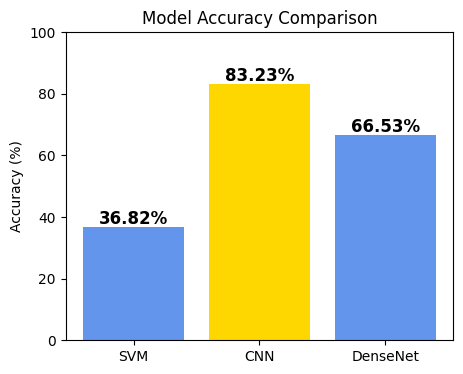 Model Accuracy Comparison
Accuracy (%)
100
80
60
40
20
0
36.82%
83.23%
66.53%
SVM
CNN
DenseNet